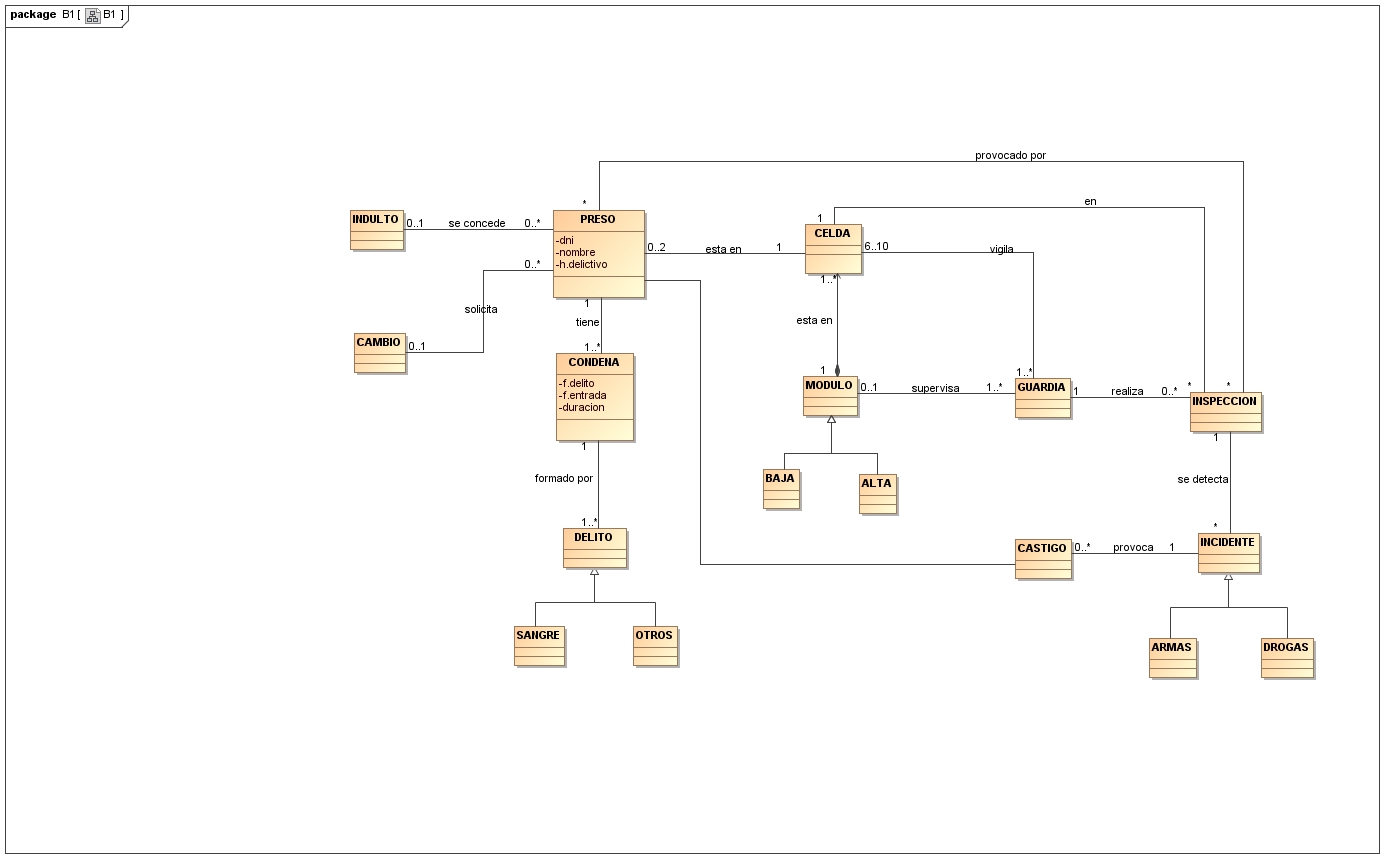 package B1 [ B1 ]
provocado por
*
en
INDULTO
0..1 se concede 0..*
PRESO
-dni
-nombre
-h.delictivo
0..2 esta en 1
1
CELDA
6..10 vigila
1..*
0..*
solicita
CAMBIO
0..1
1
tiene
1..*
CONDENA
-f.delito
-f.entrada
-duracion
esta en
1
MODULO
0..1 supervisa 1..*
1..*
GUARDIA
1 realiza 0..*
*
*
INSPECCION
1
BAJA
ALTA
1
formado por
1..*
DELITO
se detecta
*
CASTIGO
0..* provoca 1
INCIDENTE
SANGRE
OTROS
ARMAS
DROGAS